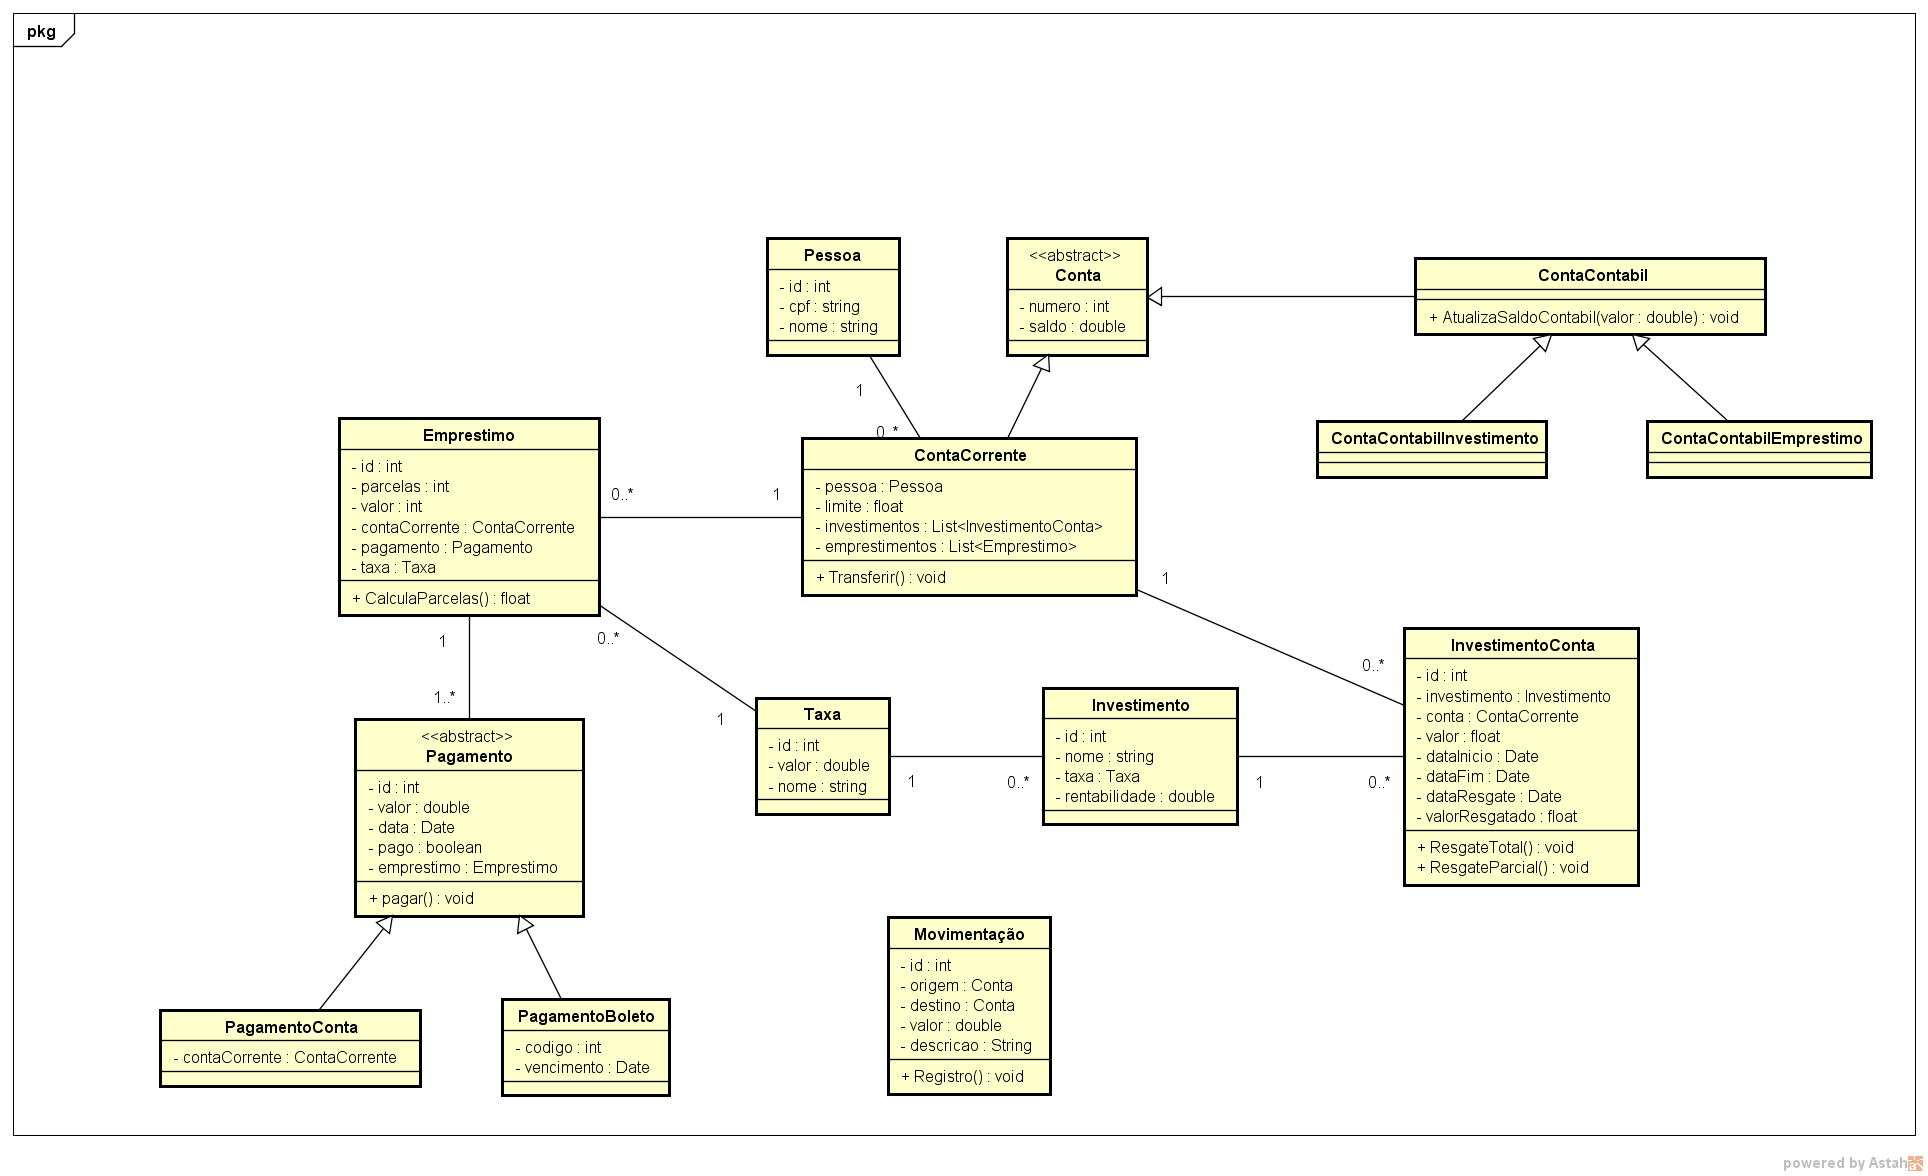 pkg
Pessoa
- id : int
- cpf : string
- nome : string
<<abstract>>
Conta
- numero : int
- saldo : double
ContaContabil
+ AtualizaSaldoContabil(valor : double) : void
1
0..*
ContaContabilInvestimento
ContaContabilEmprestimo
Emprestimo
- id : int
- parcelas : int
- valor : int
- contaCorrente : ContaCorrente
- pagamento : Pagamento
- taxa : Taxa
+ CalculaParcelas() : float
0..*
1
ContaCorrente
- pessoa : Pessoa
- limite : float
- investimentos : List<InvestimentoConta>
- emprestimentos : List<Emprestimo>
+ Transferir() : void
1
0..*
1
1..*
0..*
1
InvestimentoConta
- id : int
- investimento : Investimento
- conta : ContaCorrente
- valor : float
- dataInicio : Date
- dataFim : Date
- dataResgate : Date
- valorResgatado : float
+ ResgateTotal() : void
+ ResgateParcial() : void
Taxa
- id : int
- valor : double
- nome : string
1
0..*
Investimento
- id : int
- nome : string
- taxa : Taxa
- rentabilidade : double
1
0..*
<<abstract>>
Pagamento
- id : int
- valor : double
- data : Date
- pago : boolean
- emprestimo : Emprestimo
+ pagar() : void
PagamentoConta
- contaCorrente : ContaCorrente
PagamentoBoleto
- codigo : int
- vencimento : Date
Movimentação
- id : int
- origem : Conta
- destino : Conta
- valor : double
- descricao : String
+ Registro() : void
powered by Astah